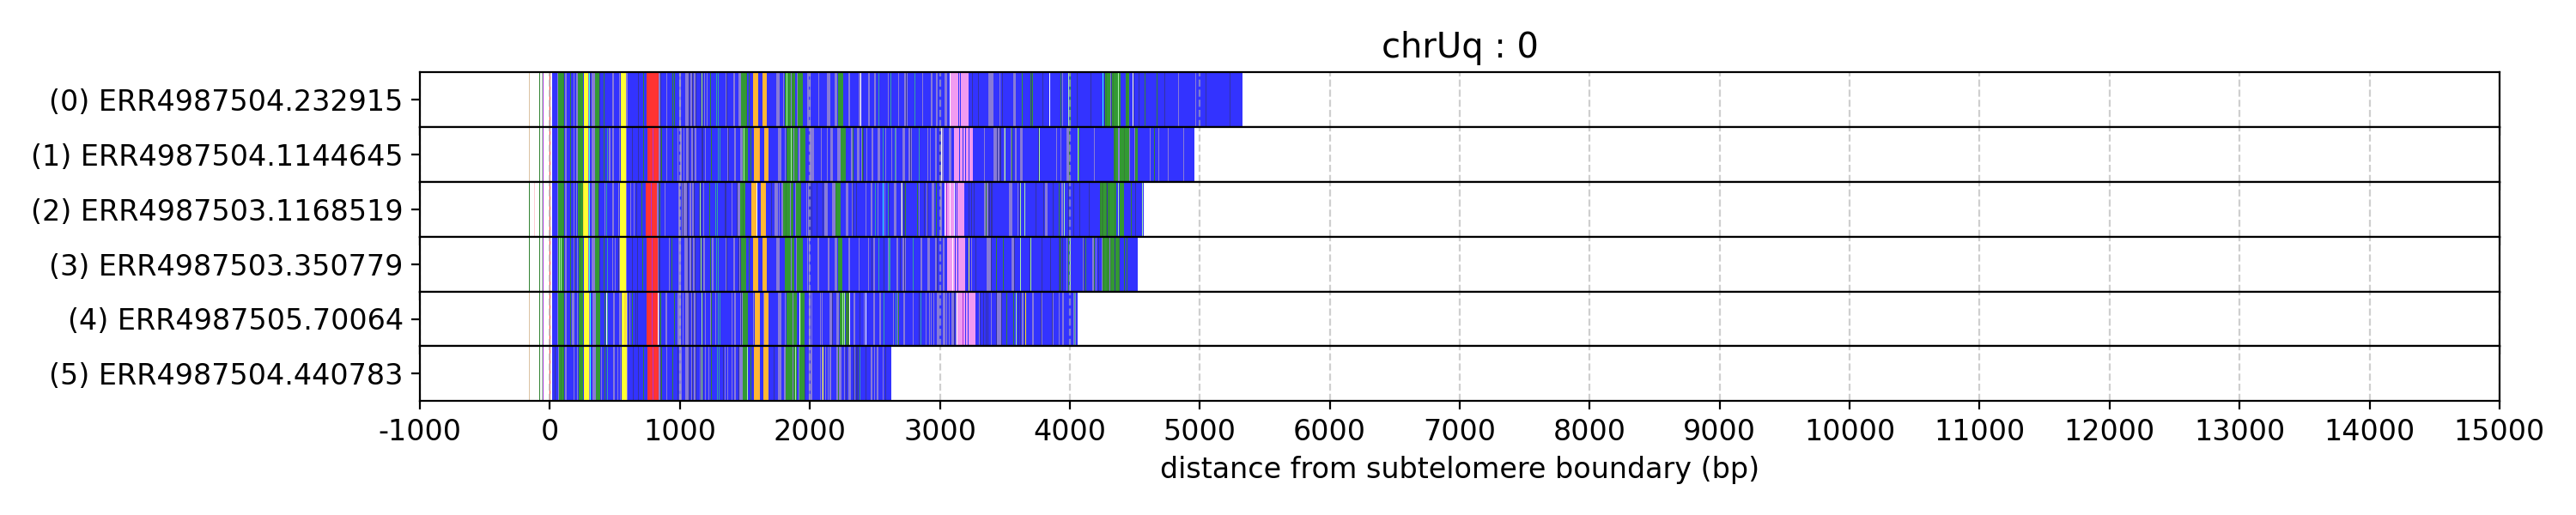 chrUq : 0
(0) ERR4987504.232915
(1) ERR4987504.1144645
(2) ERR4987503.1168519
(3) ERR4987503.350779
(4) ERR4987505.70064
(5) ERR4987504.440783
-1000 0 1000 2000 3000 4000 5000 6000 7000 8000 9000 10000 11000 12000 13000 14000 15000
distance from subtelomere boundary (bp)